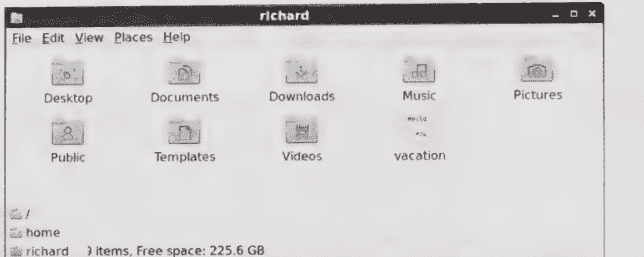 richard
File Edit View Places Help
Desktop Documents Downloads Music Pictures
Public Templates Videos vacation
/
home
richard items, Free space: 225.6 GB